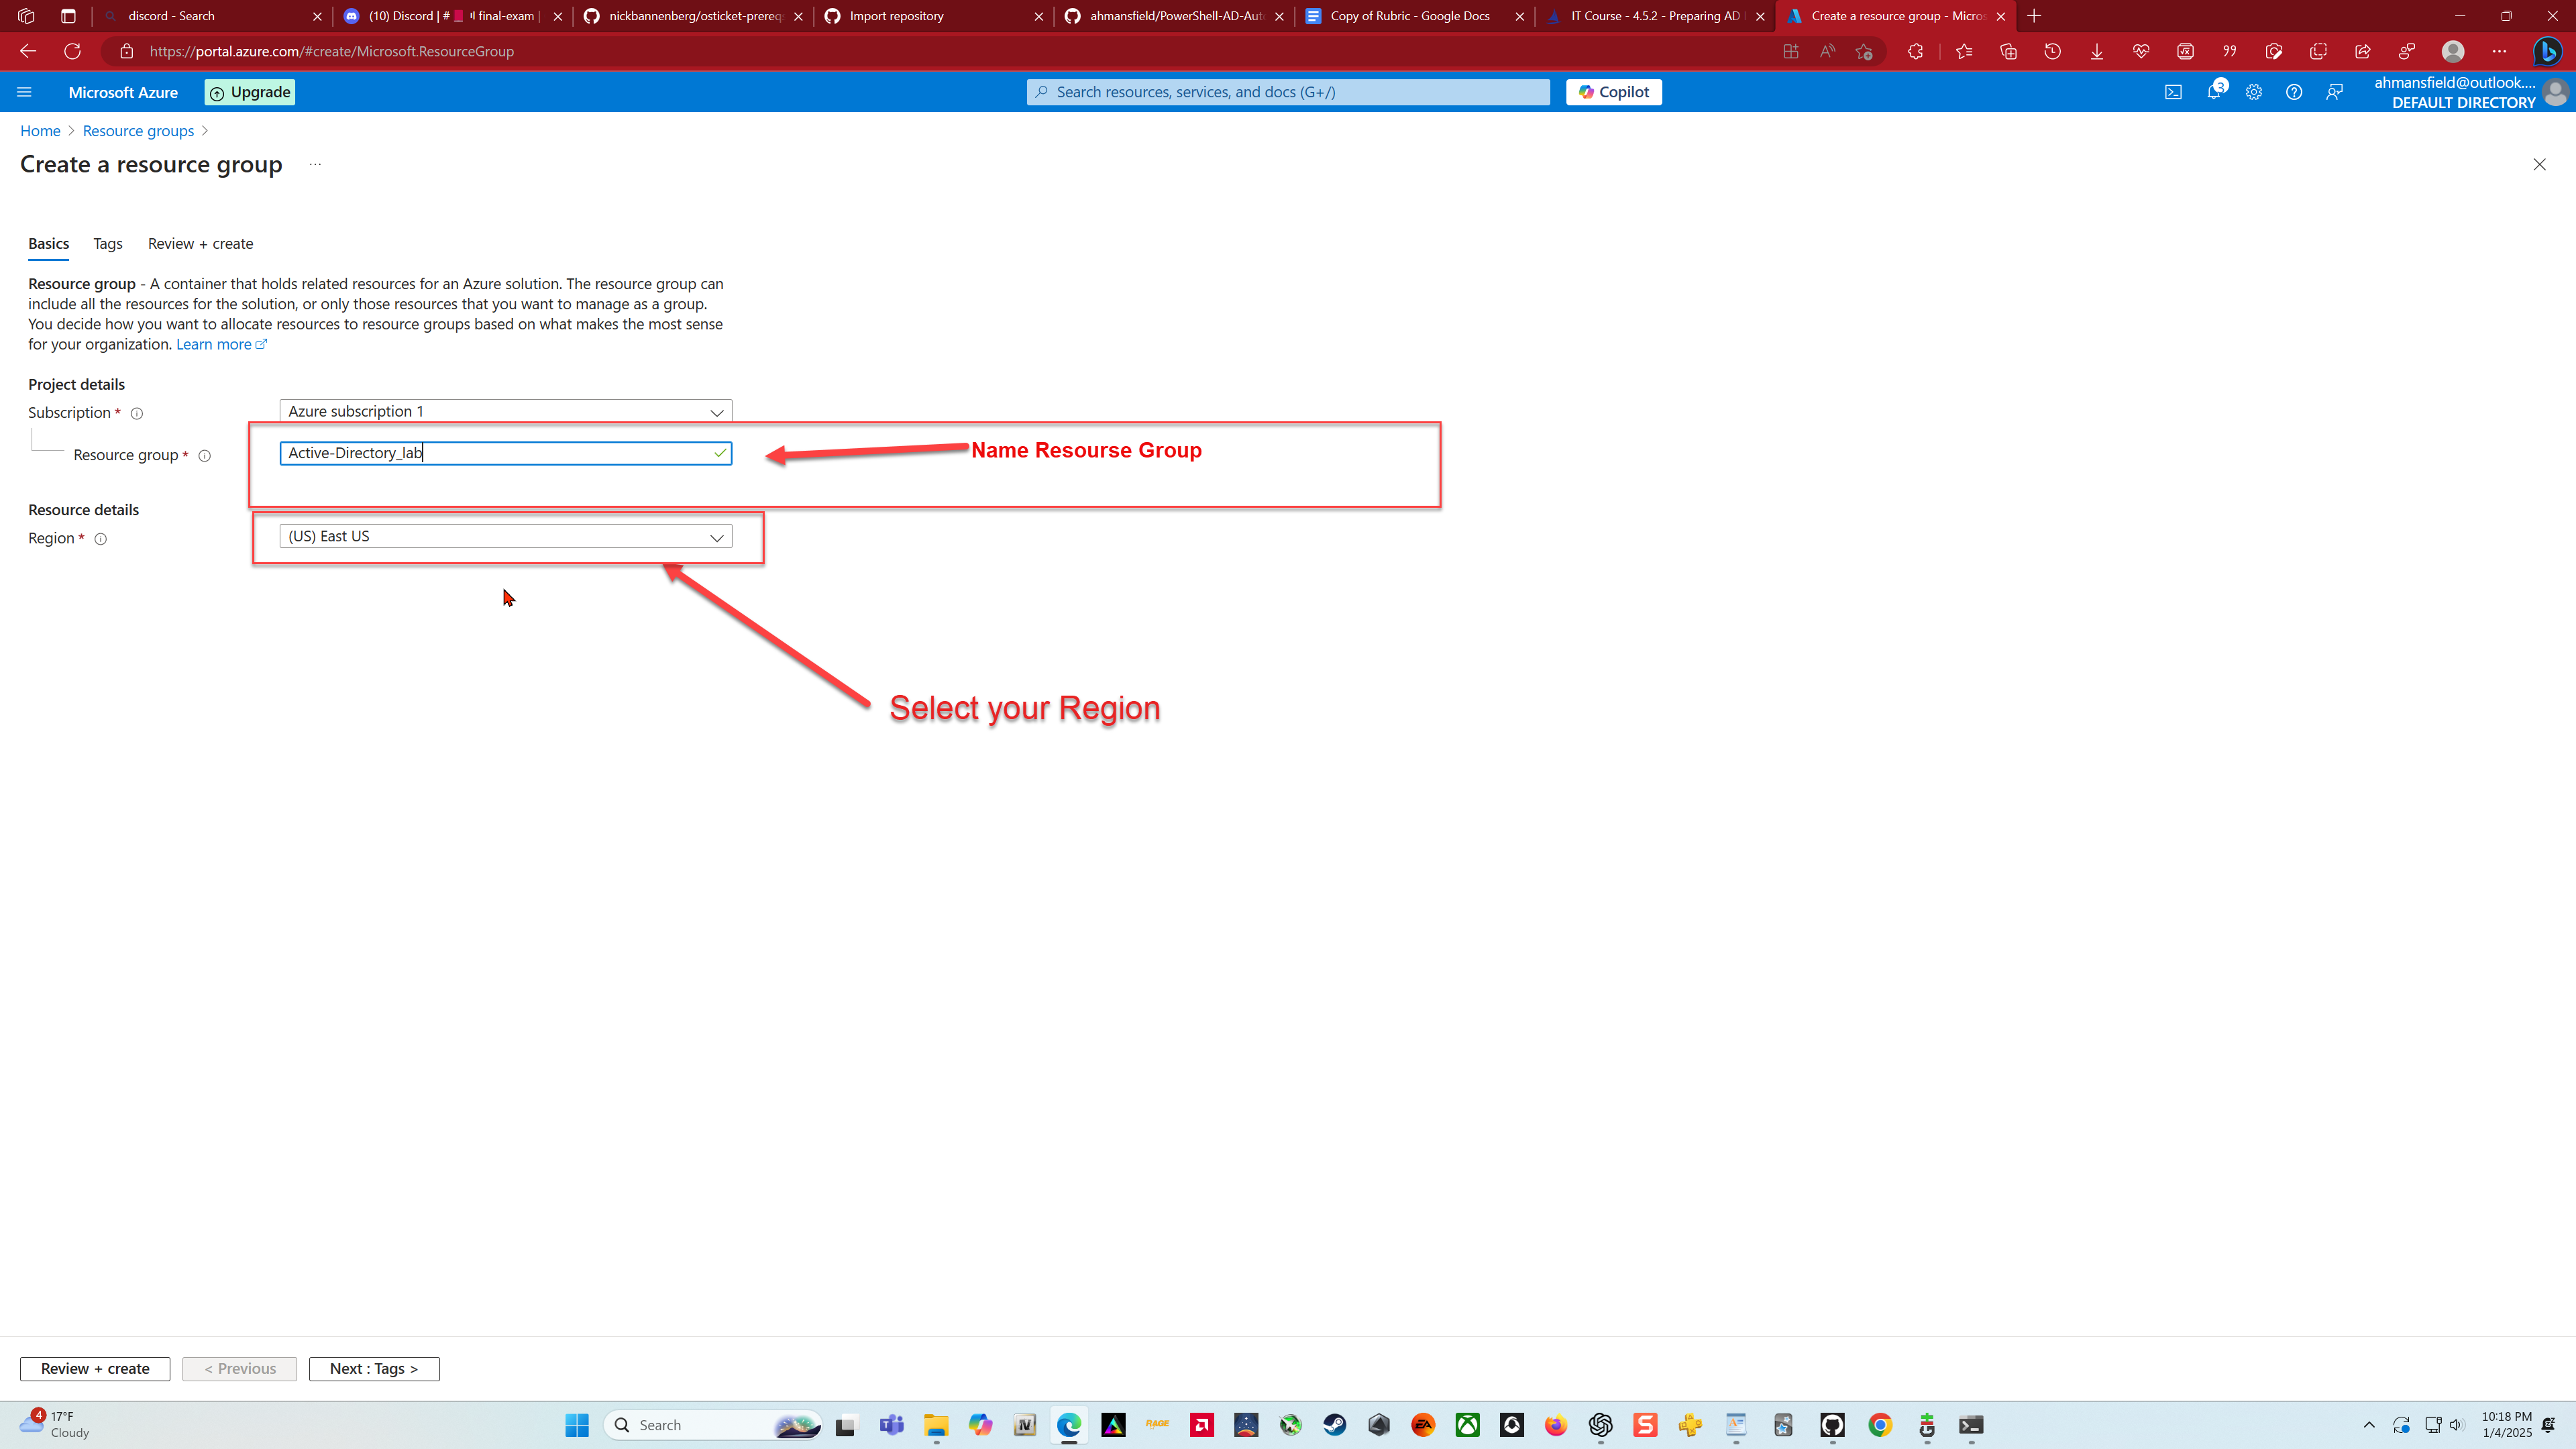 discord - Search
(10) Discord | # final-exam |
nickbannenberg/osticket-prereq
Import repository
ahmansfield/PowerShell-AD-Auto
Copy of Rubric - Google Docs
IT Course - 4.5.2 - Preparing AD
Create a resource group - Micros
https://portal.azure.com/#create/Microsoft.ResourceGroup
Microsoft Azure
Upgrade
Search resources, services, and docs (G+/)
Copilot
3
ahmansfield@outlook....
DEFAULT DIRECTORY
Home > Resource groups >
Create a resource group ...
Basics Tags Review + create
Resource group - A container that holds related resources for an Azure solution. The resource group can
include all the resources for the solution, or only those resources that you want to manage as a group.
You decide how you want to allocate resources to resource groups based on what makes the most sense
for your organization. Learn more
Project details
Subscription *
Azure subscription 1
Resource group *
Active-Directory_lab
Name Resourse Group
Resource details
Region *
(US) East US
Select your Region
Review + create
< Previous
Next : Tags >
4
17°F
Cloudy
Search
RAGE
EA
10:18 PM
1/4/2025